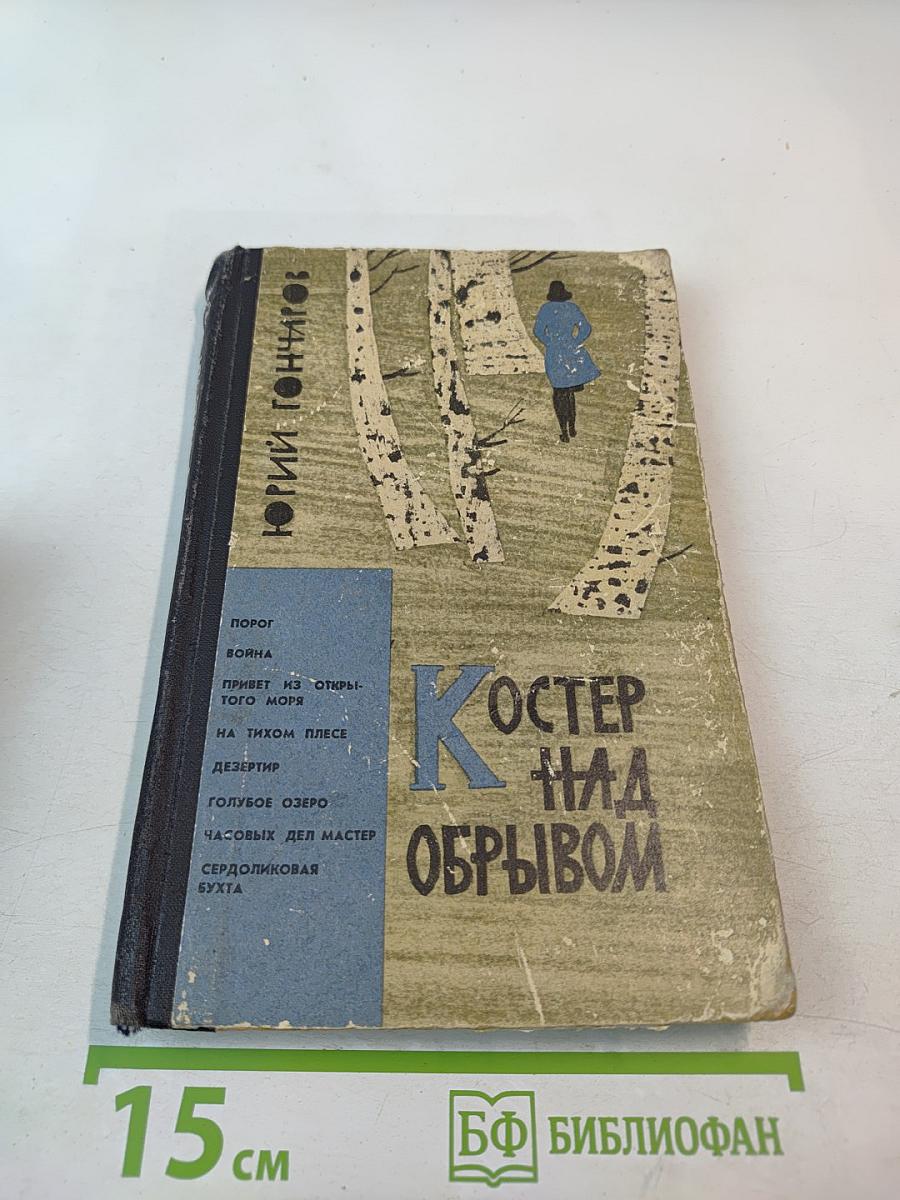 ЮРИЙ ГОНЧАРОВ
ПОРОГ
ВОЙНА
ПРИВЕТ ИЗ ОТКРЫ-
ТОГО МОРЯ
НА ТИХОМ ПЛЕСЕ
ДЕЗЕРТИР
ГОЛУБОЕ ОЗЕРО
ЧАСОВЫХ ДЕЛ МАСТЕР
СЕРДОЛИКОВАЯ
БУХТА
КОСТЕР
НАД
ОБРЫВОМ
15 см
БФ БИБЛИОФАН